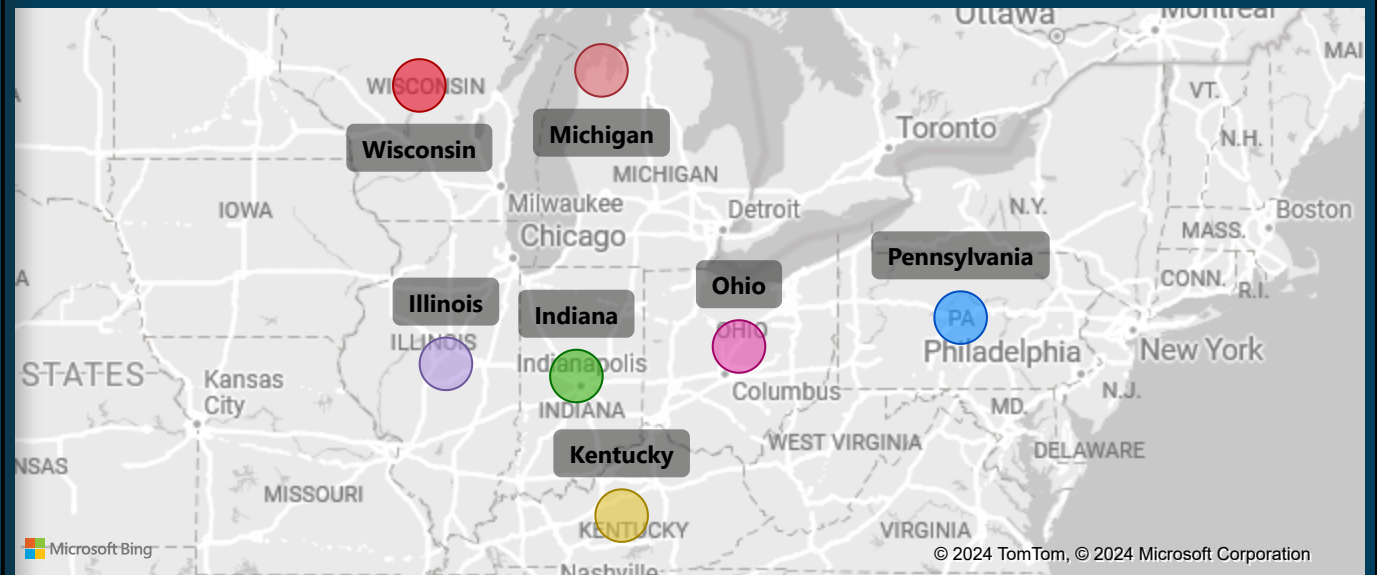 Ottawa
Montreal
MAI
WISCONSIN
VT.
Toronto
Michigan
N.H.
Wisconsin
MICHIGAN
Milwaukee
IOWA
Detroit
N.Y.
Boston
Chicago
MASS.
Pennsylvania
A
CONN.
R.I.
Ohio
Illinois
Indiana
PA
OHIO
ILLINOIS
Philadelphia
New York
Indianapolis
STATES
Kansas
City
Columbus
N.J.
INDIANA
MD.
WEST VIRGINIA
DELAWARE
Kentucky
NSAS
MISSOURI
KENTUCKY
VIRGINIA
Microsoft Bing
© 2024 TomTom, © 2024 Microsoft Corporation
Nashville